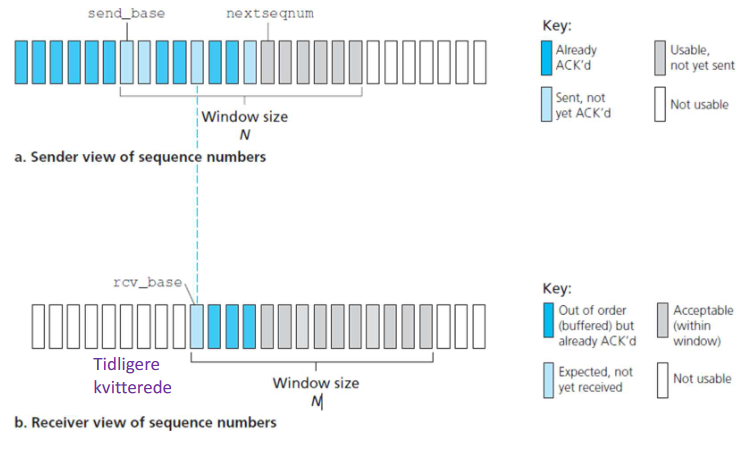 send_base
nextseqnum
Key:
Already
ACK'd
Usable,
not yet sent
Sent, not
yet ACK'd
Not usable
Window size
N
a. Sender view of sequence numbers
rcv_base
Key:
Out of order
(buffered) but
already ACK'd
Acceptable
(within
window)
Expected, not
yet received
Not usable
Tidligere
kvitterede
Window size
N
b. Receiver view of sequence numbers